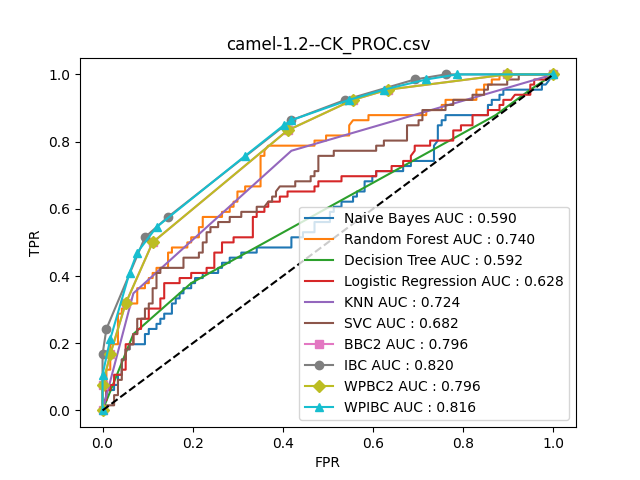 camel-1.2--CK_PROC.csv
TPR
1.0
0.8
0.6
0.4
0.2
0.0
Naive Bayes AUC : 0.590
Random Forest AUC : 0.740
Decision Tree AUC : 0.592
Logistic Regression AUC : 0.628
KNN AUC : 0.724
SVC AUC : 0.682
BBC2 AUC : 0.796
IBC AUC : 0.820
WPBC2 AUC : 0.796
WPIBC AUC : 0.816
0.0 0.2 0.4 0.6 0.8 1.0
FPR